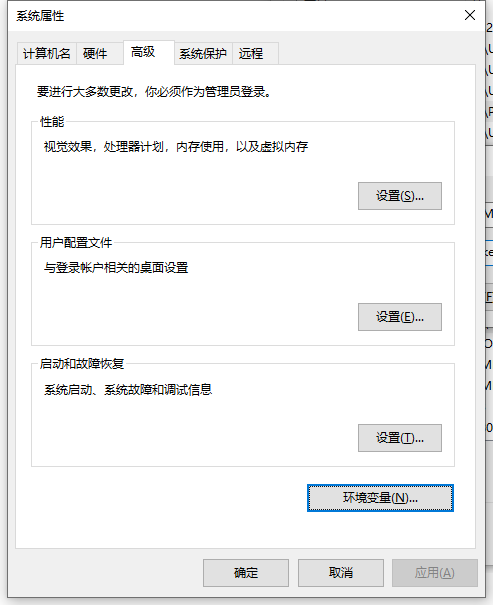 系统属性
计算机名 硬件 高级 系统保护 远程
要进行大多数更改，你必须作为管理员登录。
性能
视觉效果，处理器计划，内存使用，以及虚拟内存
设置(S)...
用户配置文件
与登录帐户相关的桌面设置
设置(E)...
启动和故障恢复
系统启动、系统故障和调试信息
设置(T)...
环境变量(N)...
确定 取消 应用(A)